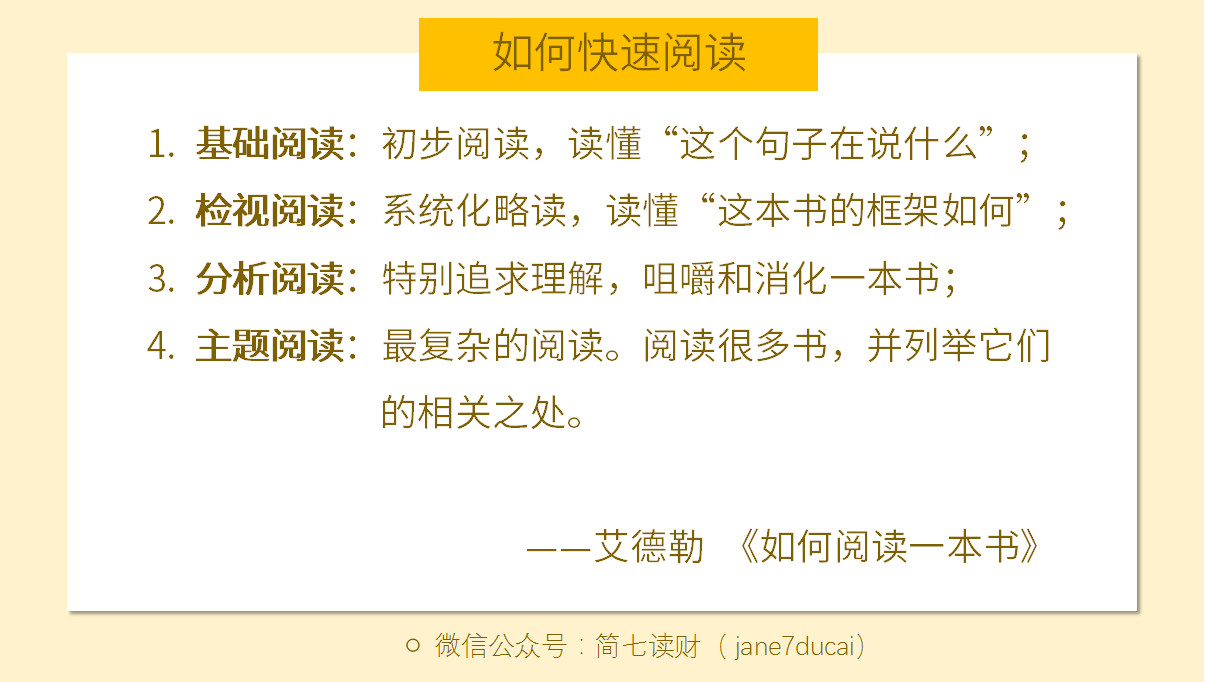 如何快速阅读
1. 基础阅读：初步阅读，读懂“这个句子在说什么”；
2. 检视阅读：系统化略读，读懂“这本书的框架如何”；
3. 分析阅读：特别追求理解，咀嚼和消化一本书；
4. 主题阅读：最复杂的阅读。阅读很多书，并列举它们
的相关之处。
——艾德勒 《如何阅读一本书》
微信公众号：简七读财（ jane7ducai）